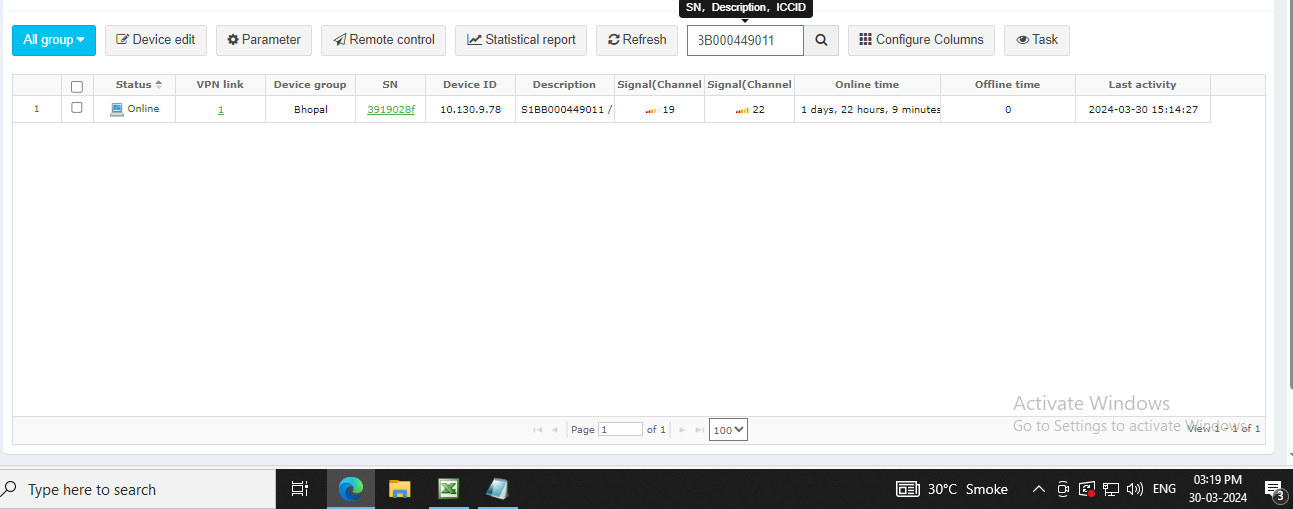 SN, Description, ICCID
All group Device edit Parameter Remote control Statistical report Refresh 3B000449011 Configure Columns Task
Status VPN link Device group SN Device ID Description Signal(Channel Signal(Channel Online time Offline time Last activity
1 Online 1 Bhopal 3919028f 10.130.9.78 S1BB000449011 / 19 22 1 days, 22 hours, 9 minutes 0 2024-03-30 15:14:27
Activate Windows
Go to Settings to activate Windows.
Page 1 of 1 100 View 1 - 1 of 1
Type here to search 30°C Smoke ENG 03:19 PM
30-03-2024 3